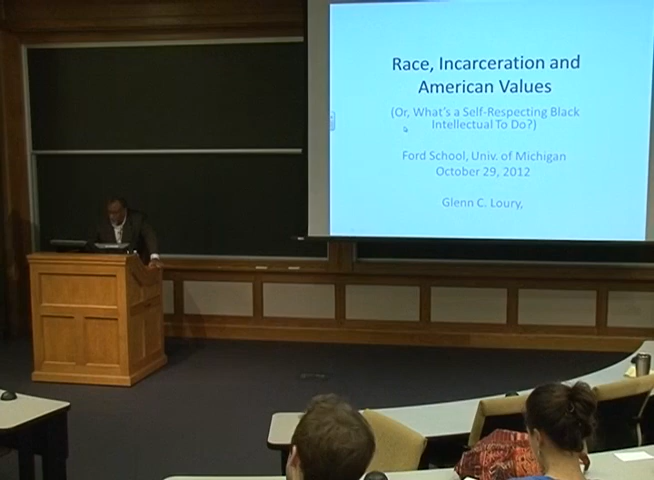 Race, Incarceration and
American Values
(Or, What's a Self-Respecting Black
Intellectual To Do?)
Ford School, Univ. of Michigan
October 29, 2012
Glenn C. Loury,